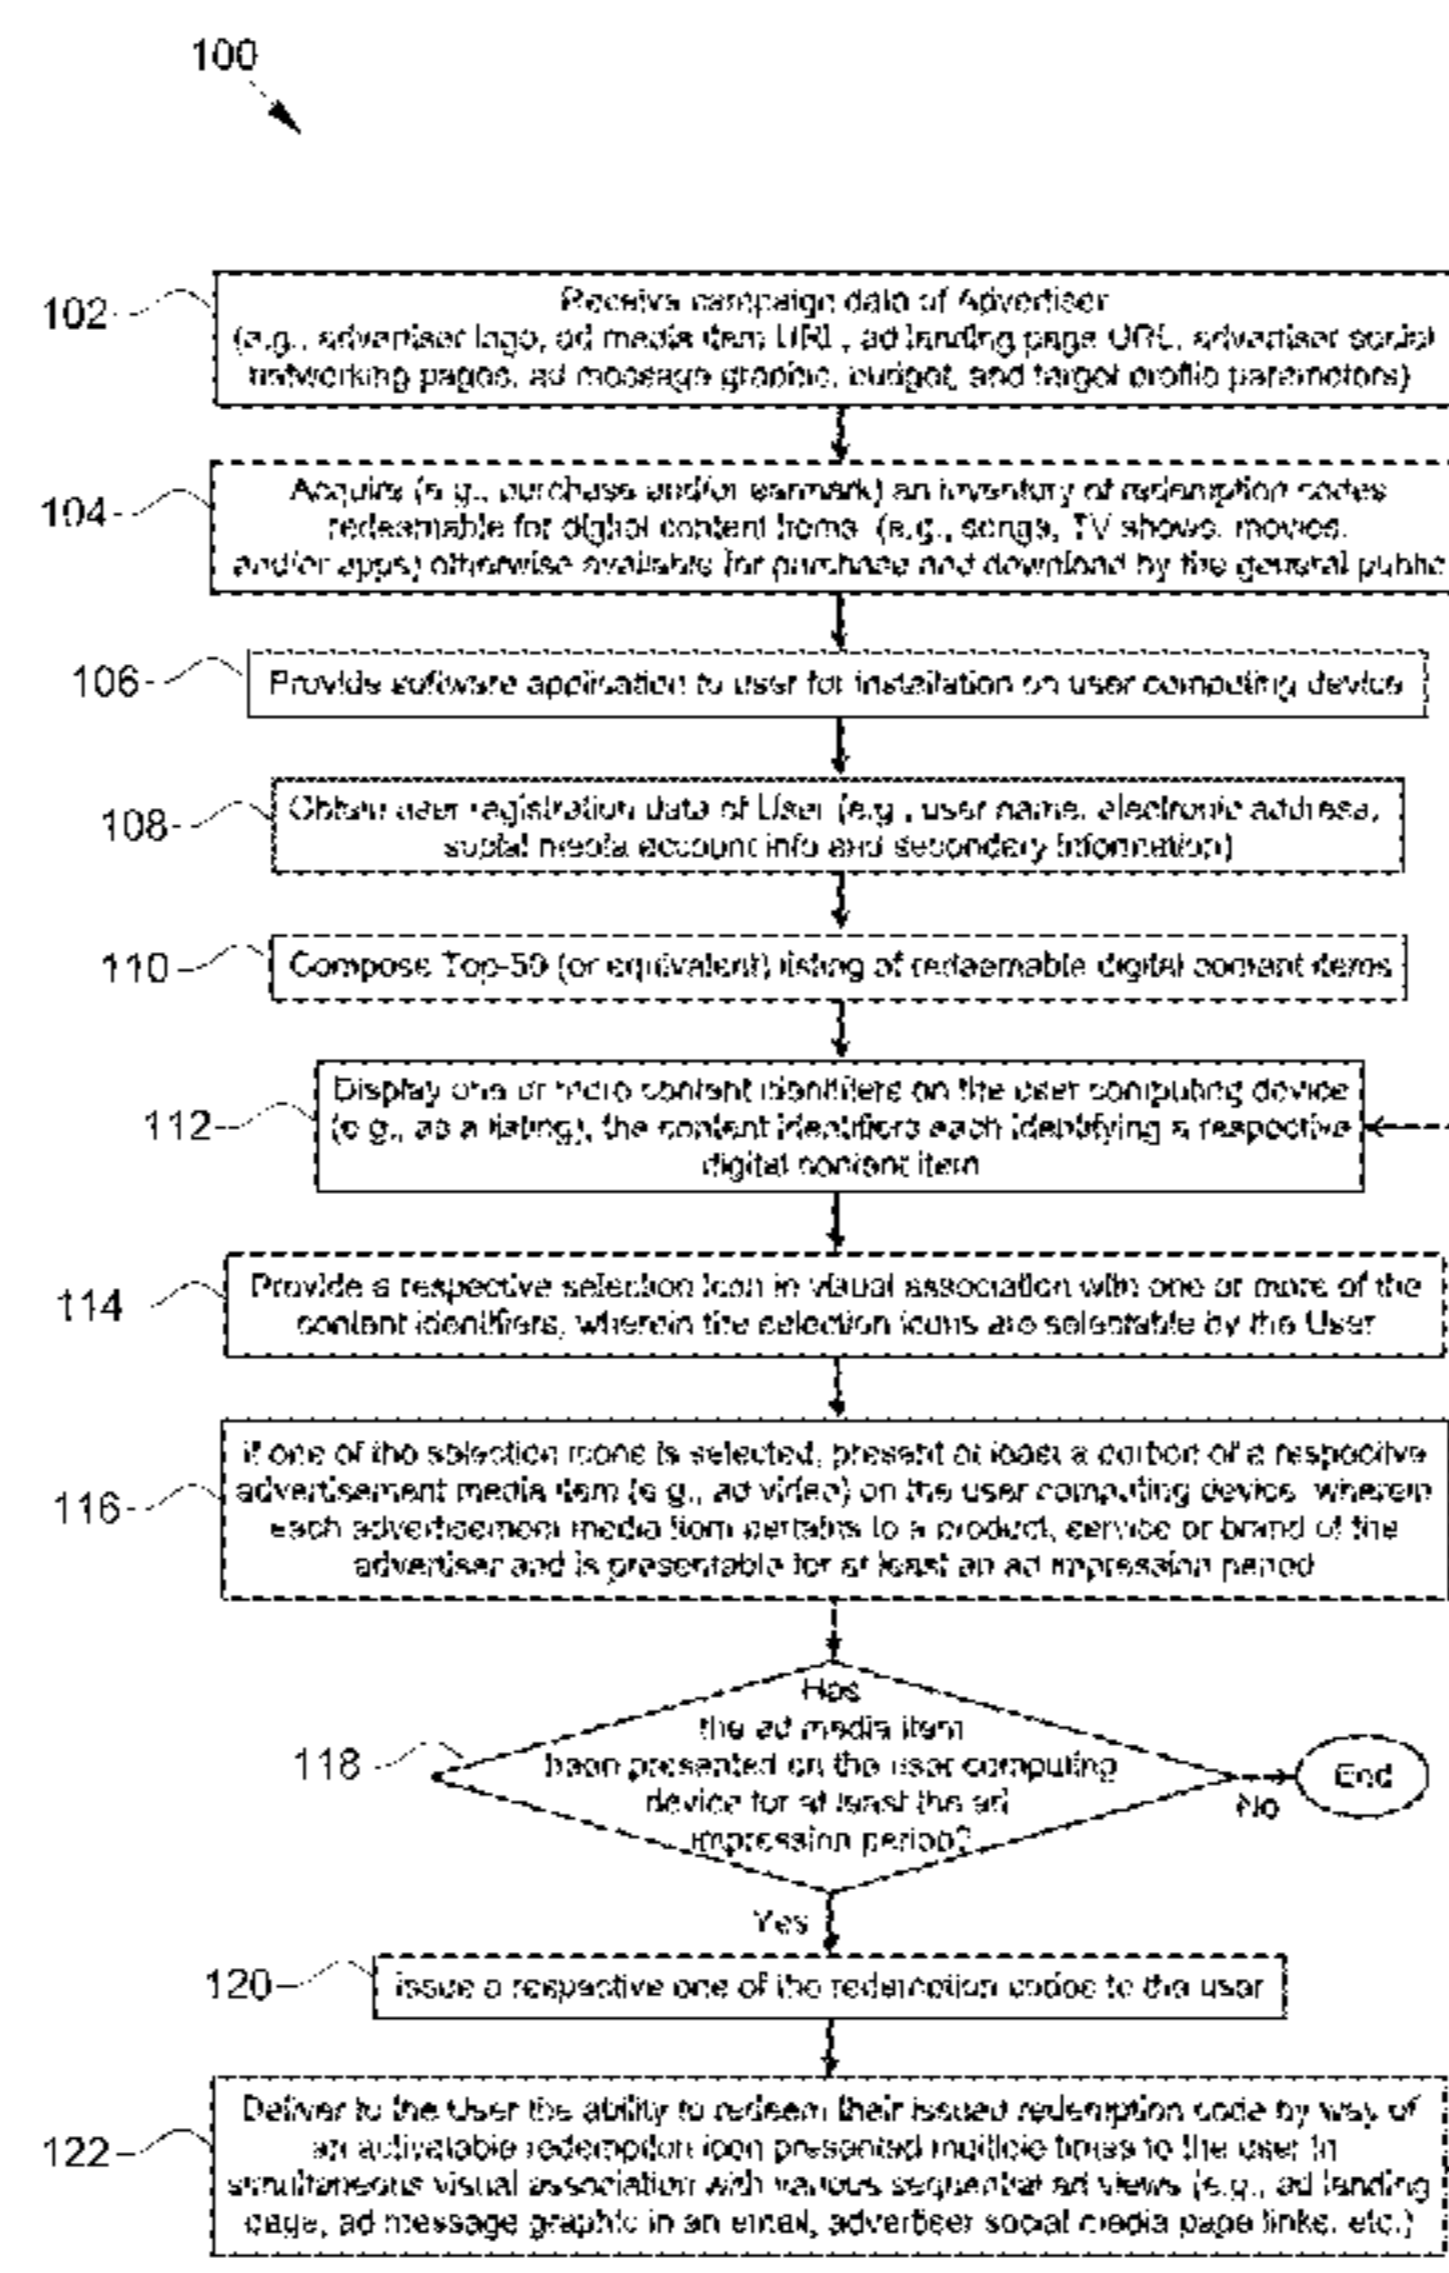 100
102
Receive campaign data of Advertiser
(e.g., advertiser logo, ad media item URL, ad landing page URL, advertiser social
networking pages, ad message graphic, budget, and target profile parameters)
104
Acquire (e.g., purchase and/or earmark) an inventory of redemption codes
redeemable for digital content items (e.g., songs, TV shows, movies,
and/or apps) otherwise available for purchase and download by the general public
106
Provide software application to user for installation on user computing device
108
Obtain user registration data of User (e.g., user name, electronic address,
social media account info and secondary information)
110
Compose Top-50 (or equivalent) listing of redeemable digital content items
112
Display one or more content identifiers on the user computing device
(e.g., as a listing), the content identifiers each identifying a respective
digital content item
114
Provide a respective selection icon in visual association with one or more of the
content identifiers, wherein the selection icons are selectable by the User
116
If one of the selection icons is selected, present at least a portion of a respective
advertisement media item (e.g., ad video) on the user computing device, wherein
each advertisement media item pertains to a product, service or brand of the
advertiser and is presentable for at least an ad impression period
118
Has
the ad media item
been presented on the user computing
device for at least the ad
impression period?
End
No
Yes
120
Issue a respective one of the redemption codes to the user
122
Deliver to the User the ability to redeem their issued redemption code by way of
an activatable redemption icon presented multiple times to the user in
simultaneous visual association with various sequential ad views (e.g., ad landing
page, ad message graphic in an email, advertiser social media page links, etc.)